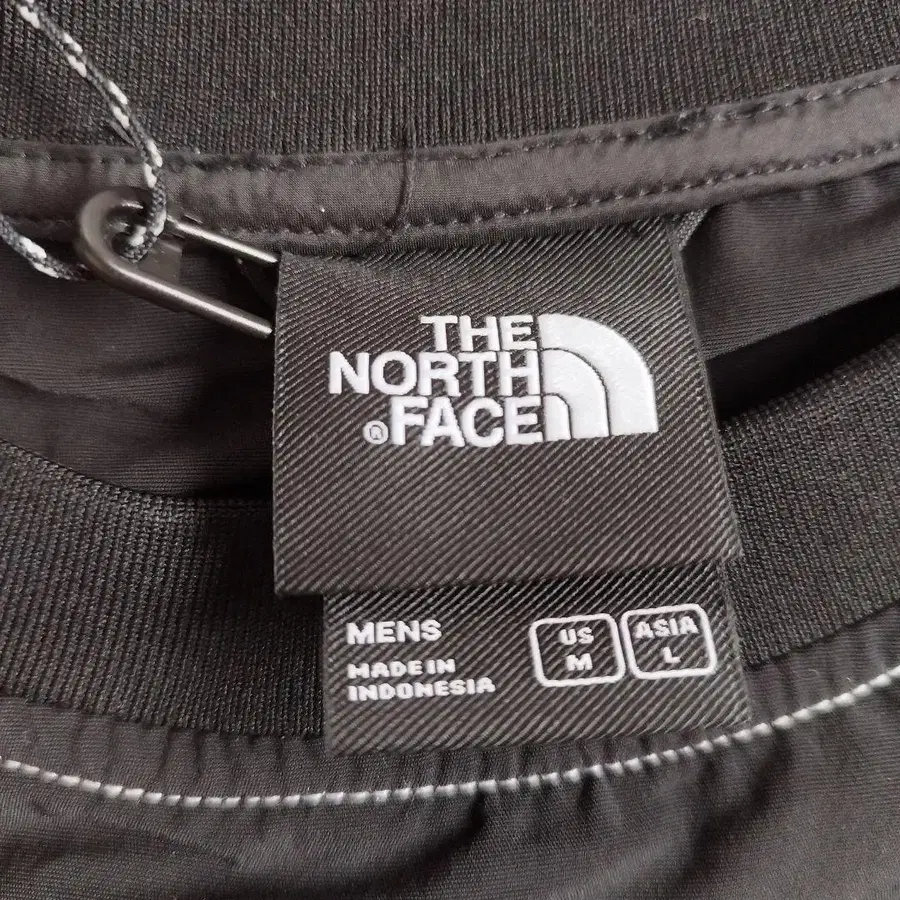 THE
NORTH
®FACE
MENS
MADE IN
INDONESIA
US
M
ASIA
L